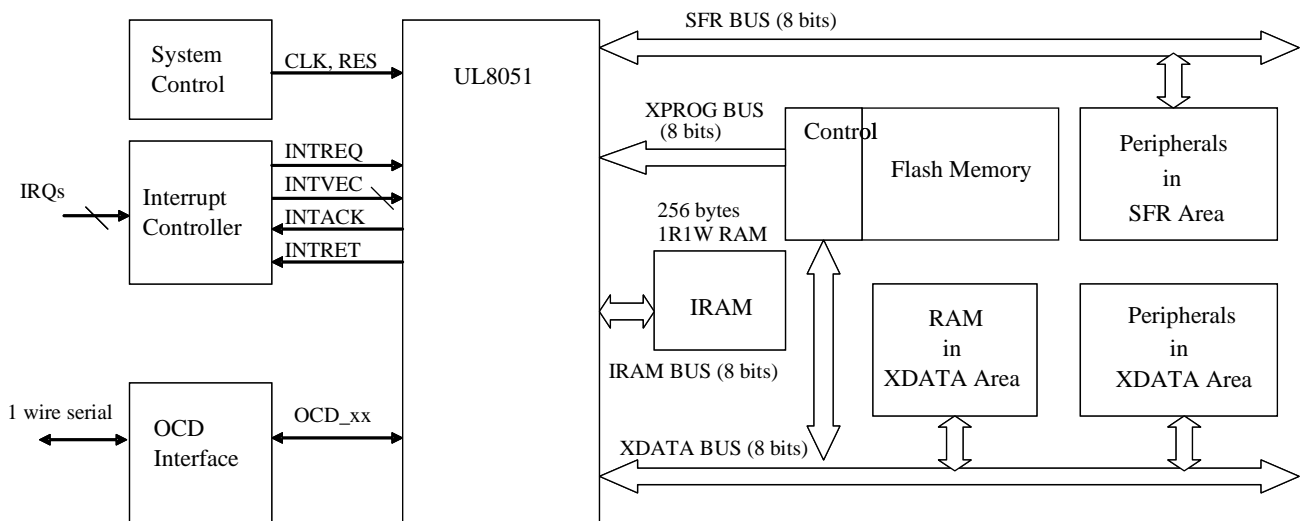 SFR BUS (8 bits)
System
Control
CLK, RES
UL8051
XPROG BUS
(8 bits)
Control
Flash Memory
Peripherals
in
SFR Area
IRQs
Interrupt
Controller
INTREQ
INTVEC
INTACK
INTRET
256 bytes
1R1W RAM
IRAM
IRAM BUS (8 bits)
RAM
in
XDATA Area
Peripherals
in
XDATA Area
1 wire serial
OCD
Interface
OCD_xx
XDATA BUS (8 bits)